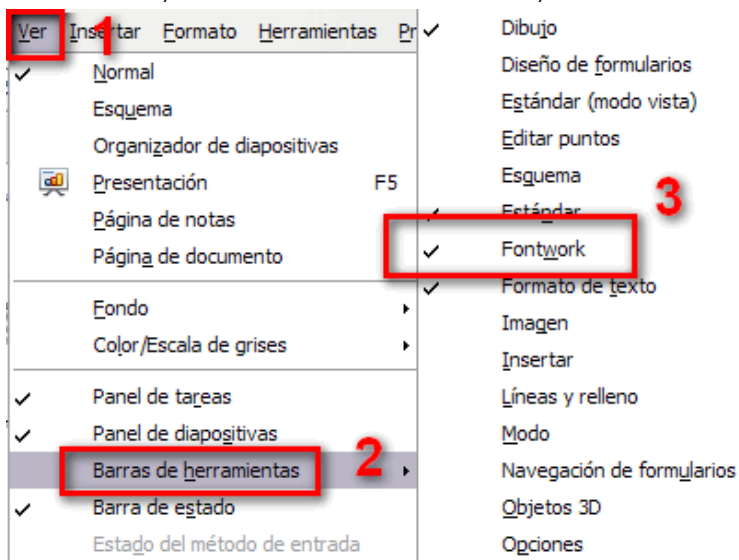 Ver Insertar Formato Herramientas Pr
1
Normal
Esquema
Organizador de diapositivas
Presentación F5
Página de notas
Página de documento
Fondo
Color/Escala de grises
Panel de tareas
Panel de diapositivas
Barras de herramientas
2
Barra de estado
Estado del método de entrada
Dibujo
Diseño de formularios
Estándar (modo vista)
Editar puntos
Esquema
3
Estándar
Fontwork
Formato de texto
Imagen
Insertar
Líneas y relleno
Modo
Navegación de formularios
Objetos 3D
Opciones